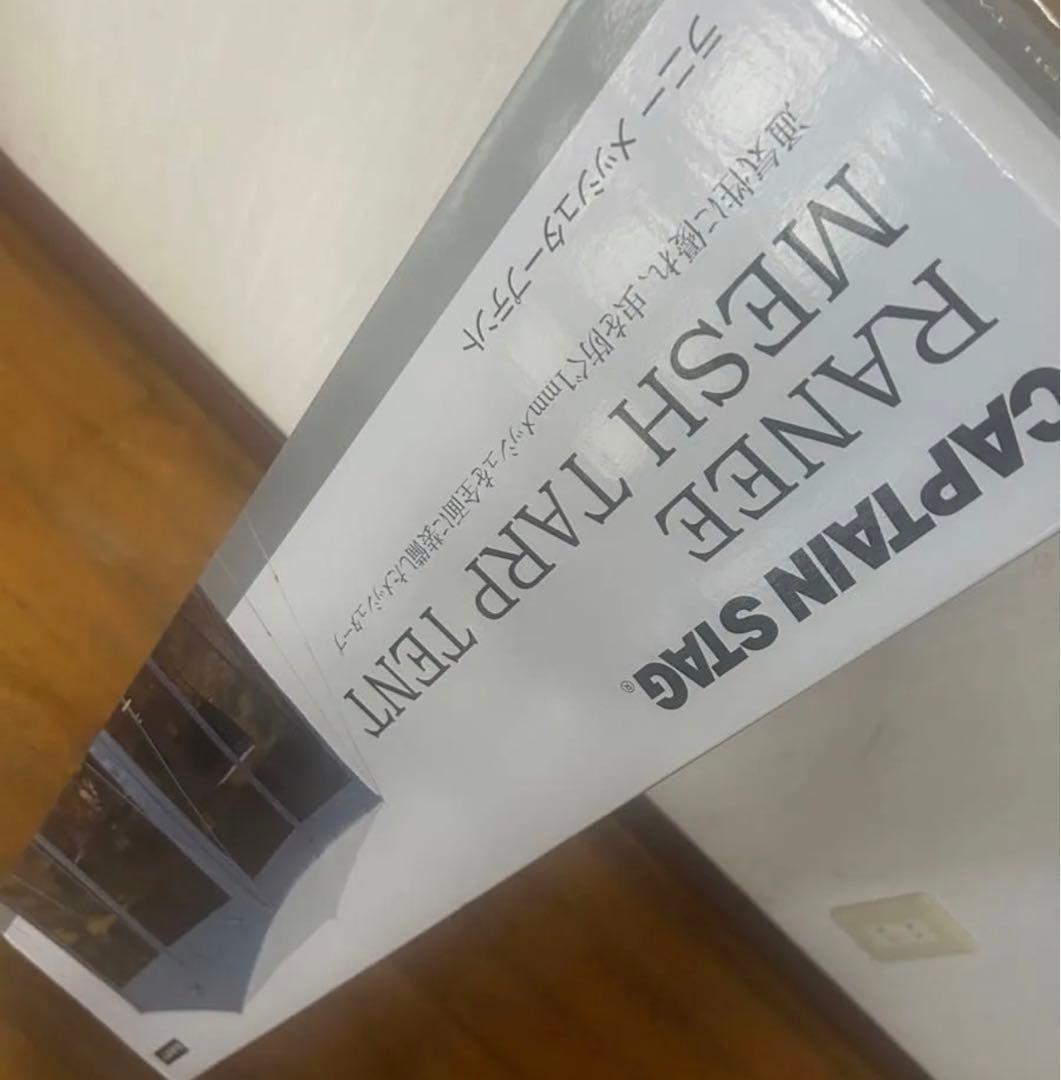 CAPTAIN STAG®
RANEE
MESH TARP TENT
通気性に優れ、虫を防ぐ1mmメッシュを全面に装備したメッシュタープ
ラニー メッシュタープテント